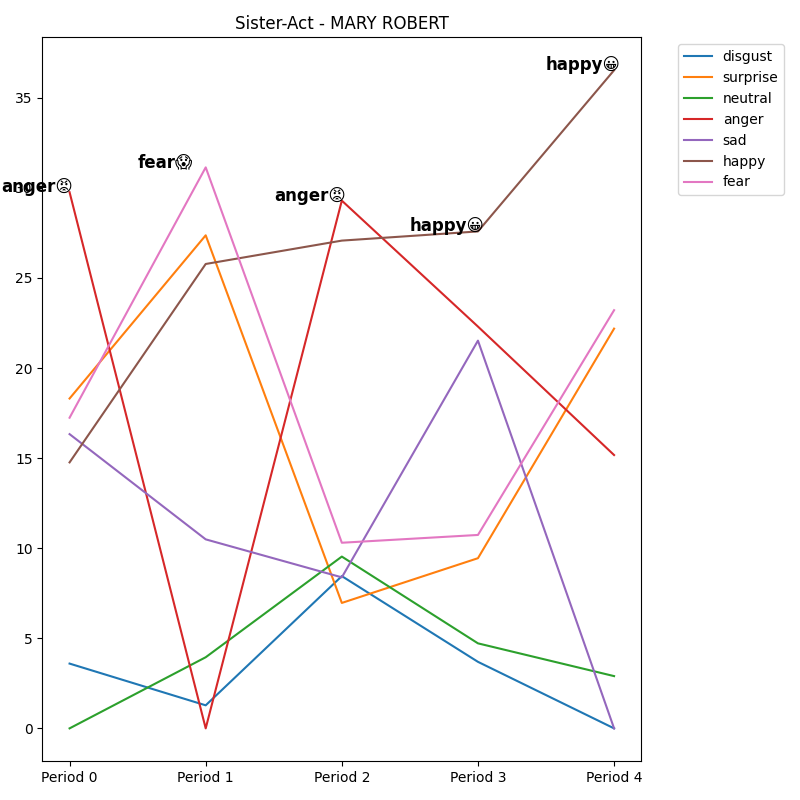 Sister-Act - MARY ROBERT
happy😀
disgust
surprise
neutral
anger
sad
happy
fear
35
fear😱
anger😡
30
anger😡
happy😀
25
20
15
10
5
0
Period 0 Period 1 Period 2 Period 3 Period 4